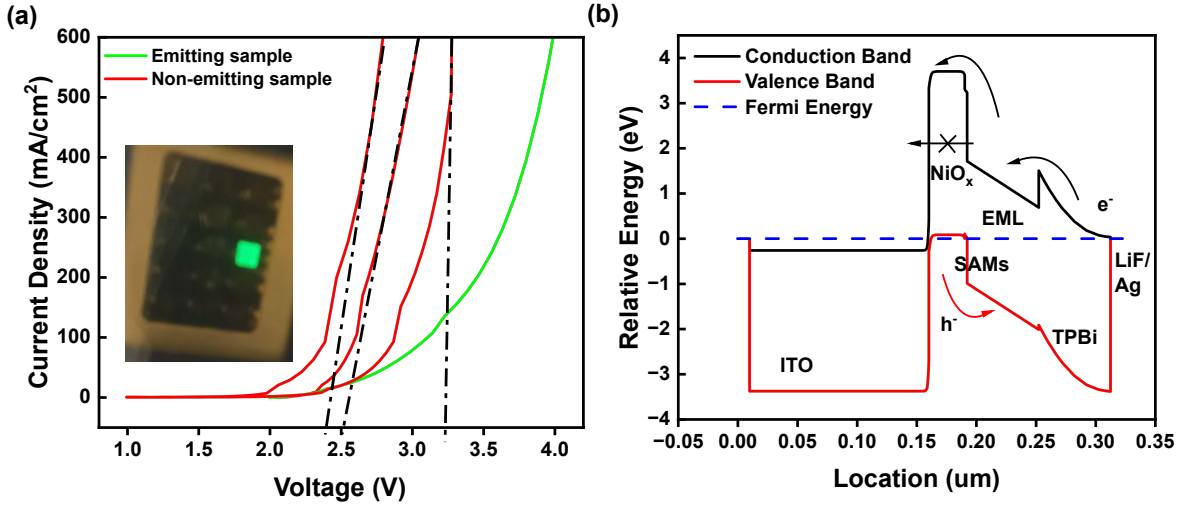 (a)
600
500
400
300
200
100
0
Current Density (mA/cm²)
Emitting sample
Non-emitting sample
1.0
1.5
2.0
2.5
3.0
3.5
4.0
Voltage (V)
(b)
4
3
2
1
0
−1
−2
−3
−4
Relative Energy (eV)
Conduction Band
Valence Band
Fermi Energy
NiOₓ
EML
e⁻
SAMs
LiF/
Ag
h⁻
TPBi
ITO
−0.05
0.00
0.05
0.10
0.15
0.20
0.25
0.30
0.35
Location (um)